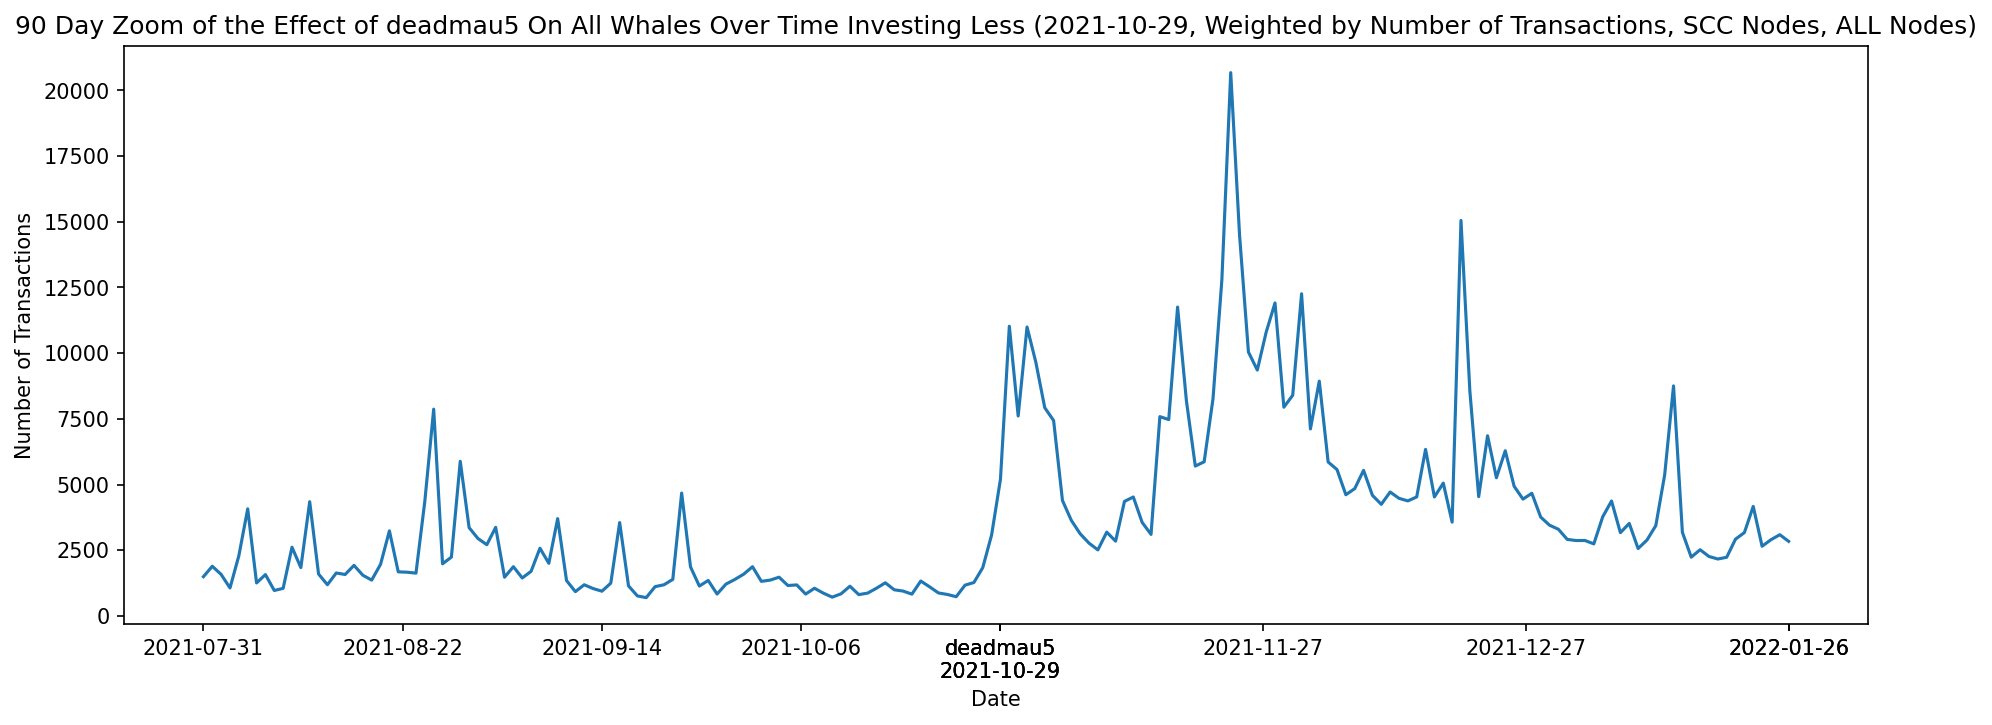 90 Day Zoom of the Effect of deadmau5 On All Whales Over Time Investing Less (2021-10-29, Weighted by Number of Transactions, SCC Nodes, ALL Nodes)
Number of Transactions
20000
17500
15000
12500
10000
7500
5000
2500
0
2021-07-31 2021-08-22 2021-09-14 2021-10-06 deadmau5 2021-11-27 2021-12-27 2022-01-26
2021-10-29
Date